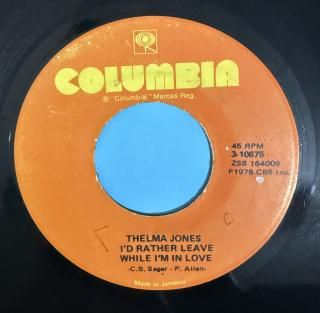 COLUMBIA
® "Columbia," Marcas Reg.
45 RPM
3-10675
ZSS 164009
P1978 CBS Inc.
THELMA JONES
I'D RATHER LEAVE
WHILE I'M IN LOVE
-C.B. Sager - P. Allen-
Made in Jamaica